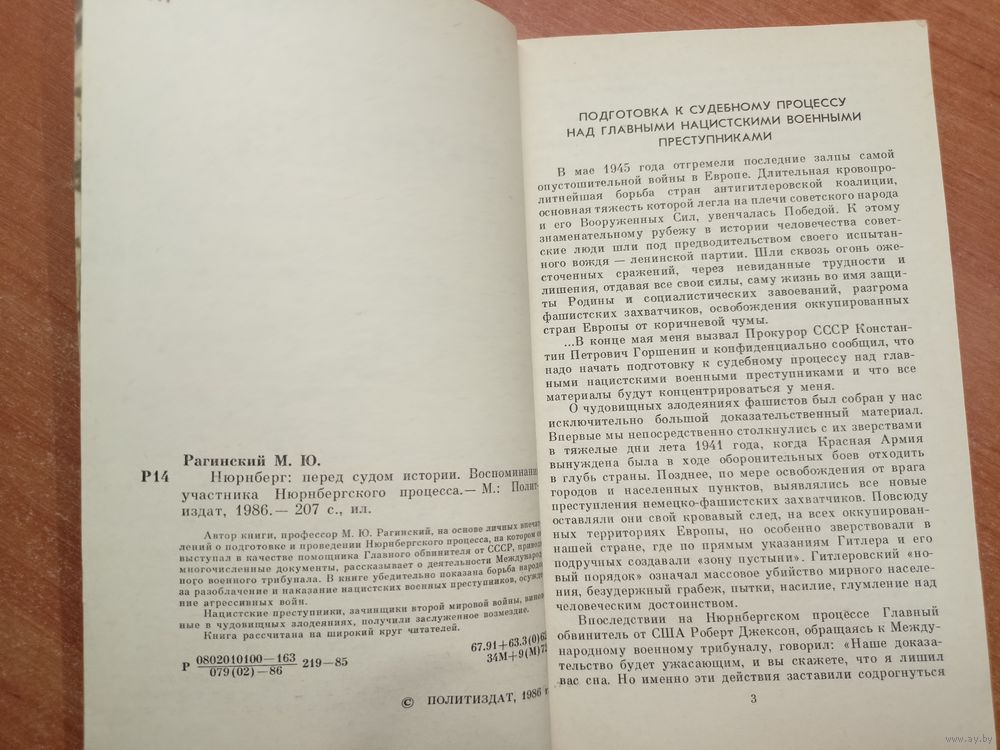 Рагинский М. Ю.
Р14 Нюрнберг: перед судом истории. Воспоминани
участника Нюрнбергского процесса.— М.: Полит-
издат, 1986.— 207 с., ил.
Автор книги, профессор М. Ю. Рагинский, на основе личных впечат
лений о подготовке и проведении Нюрнбергского процесса, на котором он
выступал в качестве помощника Главного обвинителя от СССР, приво
многочисленные документы, рассказывает о деятельности Международ
ного военного трибунала. В книге убедительно показана борьба народо
за разоблачение и наказание нацистских военных преступников, осужде
ние агрессивных войн.
Нацистские преступники, зачинщики второй мировой войны, винов
ные в чудовищных злодеяниях, получили заслуженное возмездие.
Книга рассчитана на широкий круг читателей.
Р 0802010100—163 219—85
079(02)—86
67.91+63.3(0)62
34М+9(М)72
© ПОЛИТИЗДАТ, 1986 г.
ПОДГОТОВКА К СУДЕБНОМУ ПРОЦЕССУ
НАД ГЛАВНЫМИ НАЦИСТСКИМИ ВОЕННЫМИ
ПРЕСТУПНИКАМИ
В мае 1945 года отгремели последние залпы самой
опустошительной войны в Европе. Длительная кровопро-
литнейшая борьба стран антигитлеровской коалиции,
основная тяжесть которой легла на плечи советского народа
и его Вооруженных Сил, увенчалась Победой. К этому
знаменательному рубежу в истории человечества совет-
ские люди шли под предводительством своего испытан-
ного вождя — ленинской партии. Шли сквозь огонь оже-
сточенных сражений, через невиданные трудности и
лишения, отдавая все свои силы, саму жизнь во имя защи-
ты Родины и социалистических завоеваний, разгрома
фашистских захватчиков, освобождения оккупированных
стран Европы от коричневой чумы.
...В конце мая меня вызвал Прокурор СССР Констан-
тин Петрович Горшенин и конфиденциально сообщил, что
надо начать подготовку к судебному процессу над глав-
ными нацистскими военными преступниками и что все
материалы будут концентрироваться у меня.
О чудовищных злодеяниях фашистов был собран у нас
исключительно большой доказательственный материал.
Впервые мы непосредственно столкнулись с их зверствами
в тяжелые дни лета 1941 года, когда Красная Армия
вынуждена была в ходе оборонительных боев отходить
в глубь страны. Позднее, по мере освобождения от врага
городов и населенных пунктов, выявлялись все новые
преступления немецко-фашистских захватчиков. Повсюду
оставляли они свой кровавый след, на всех оккупирован-
ных территориях Европы, но особенно зверствовали в
нашей стране, где по прямым указаниям Гитлера и его
подручных создавали «зону пустыни». Гитлеровский «но-
вый порядок» означал массовое убийство мирного населе-
ния, безудержный грабеж, пытки, насилие, глумление над
человеческим достоинством.
Впоследствии на Нюрнбергском процессе Главный
обвинитель от США Роберт Джексон, обращаясь к Между-
народному военному трибуналу, говорил: «Наше доказа-
тельство будет ужасающим, и вы скажете, что я лишил
вас сна. Но именно эти действия заставили содрогнуться
3
www.ay.by